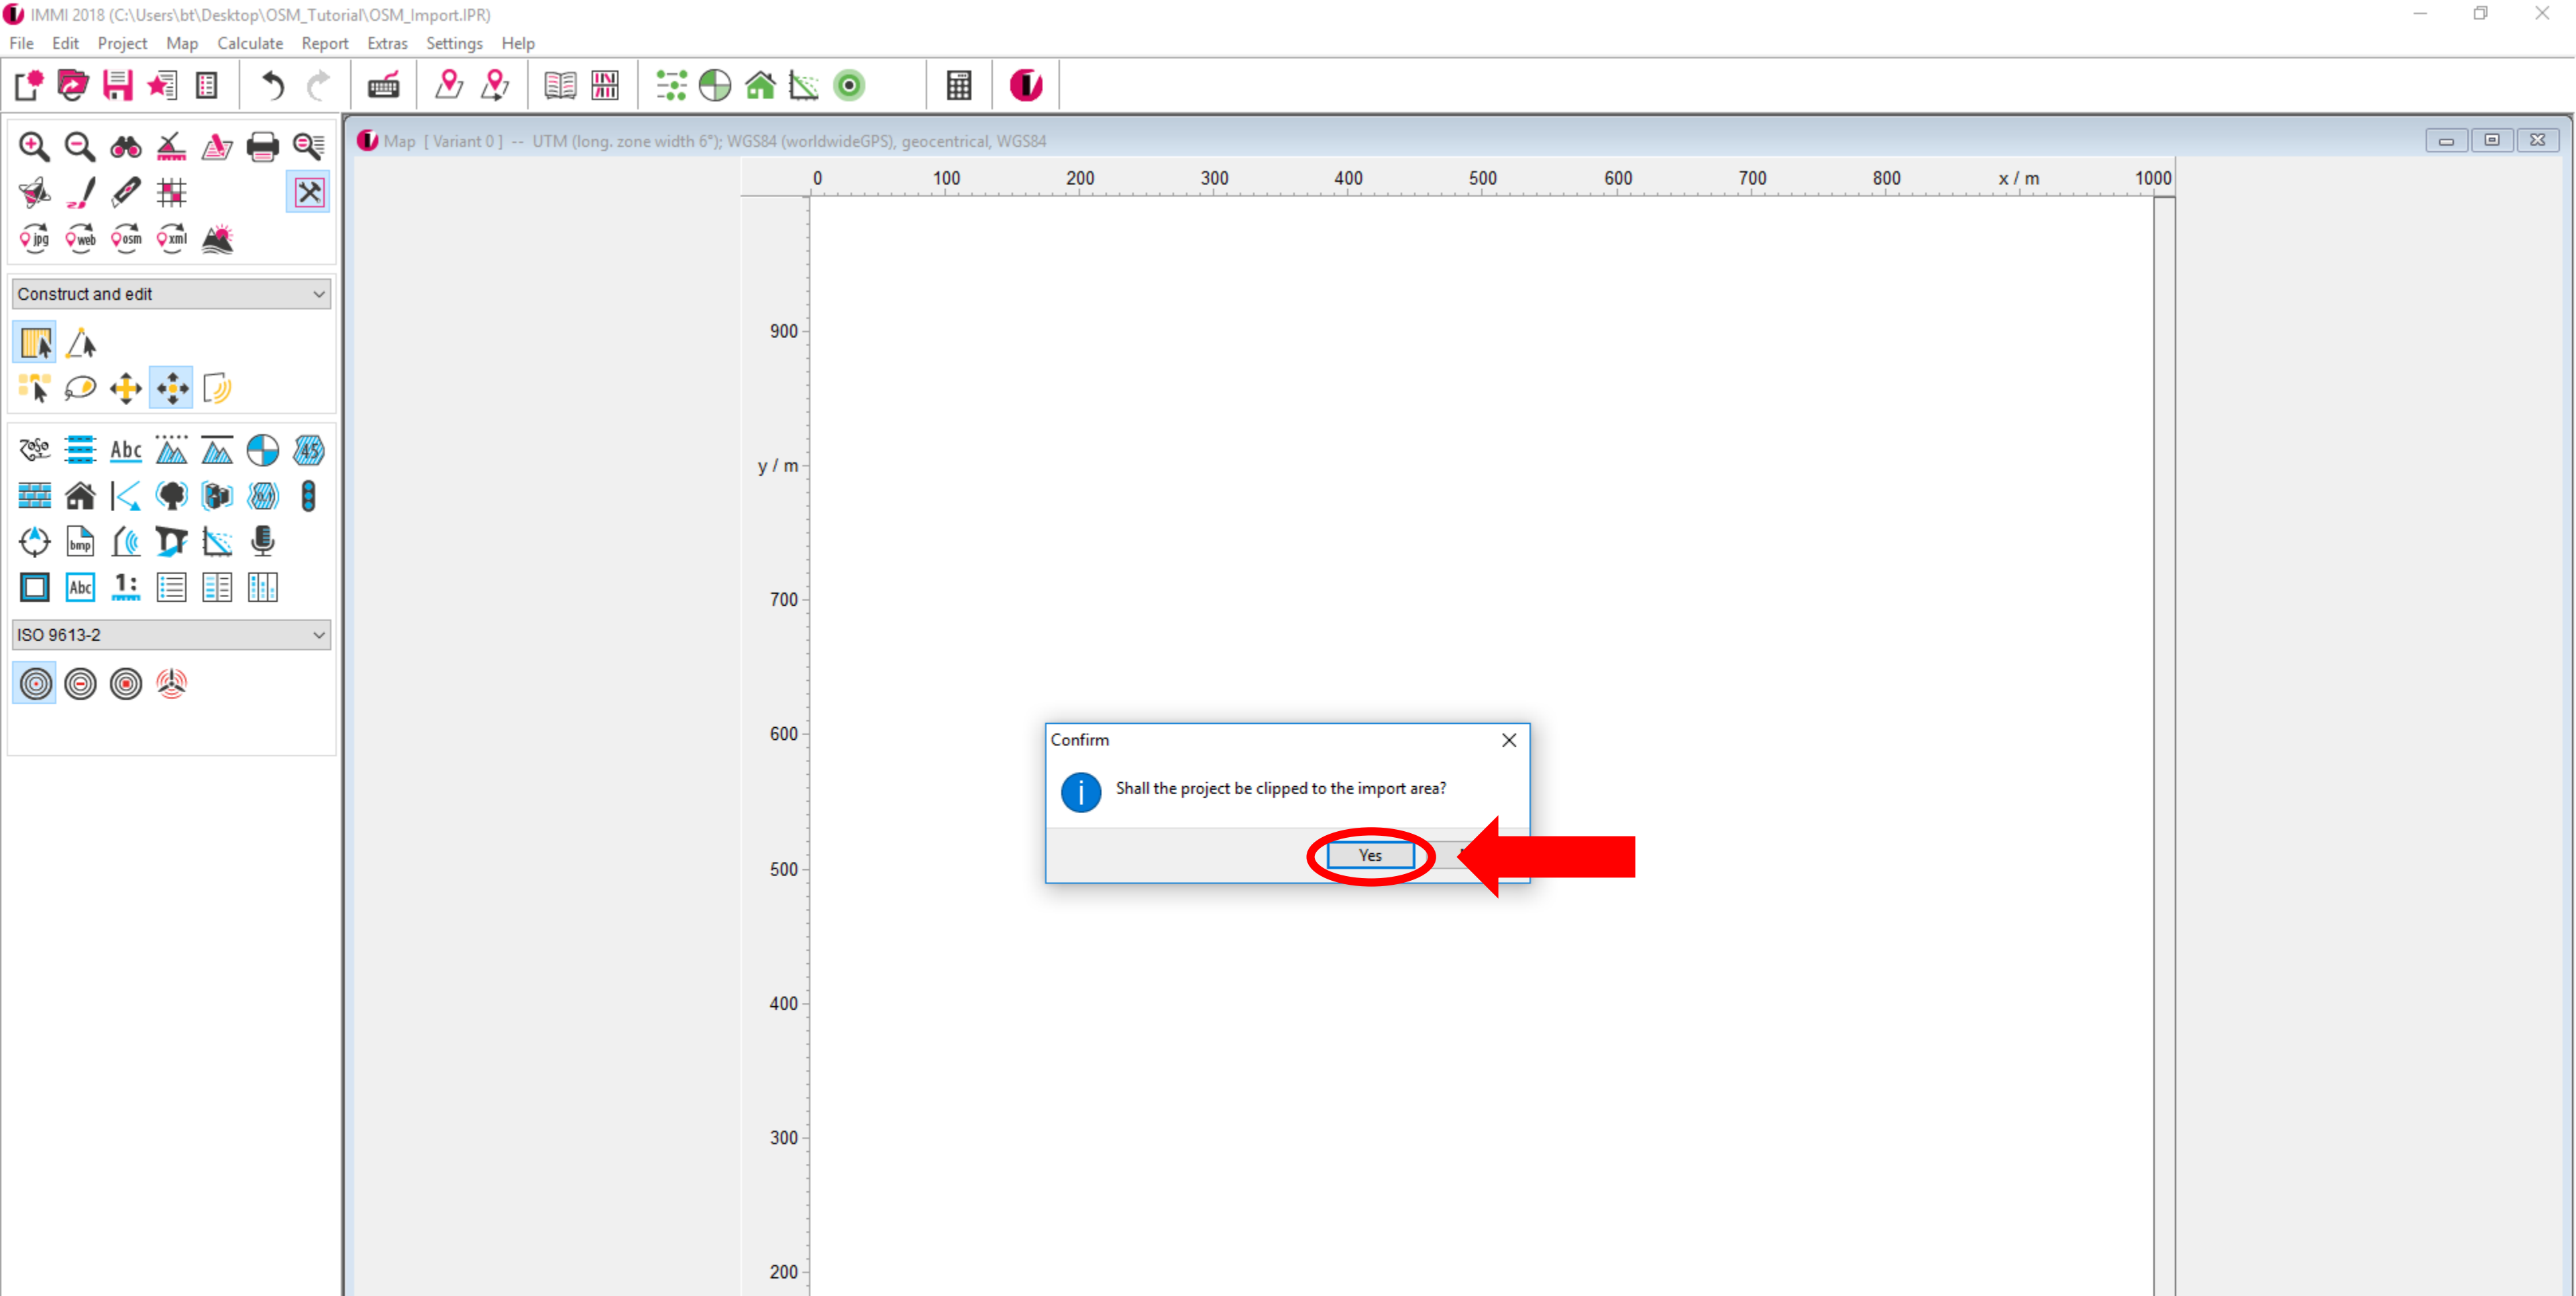 IMMI 2018 (C:\Users\bt\Desktop\OSM_Tutorial\OSM_Import.IPR)
File Edit Project Map Calculate Report Extras Settings Help
Map [ Variant 0 ] -- UTM (long. zone width 6°); WGS84 (worldwideGPS), geocentrical, WGS84
0 100 200 300 400 500 600 700 800 x / m 1000
jpg web osm xml
Construct and edit
900
Abc 45
y / m
bmp
Abc 1:
700
ISO 9613-2
600
Confirm
Shall the project be clipped to the import area?
Yes
500
400
300
200